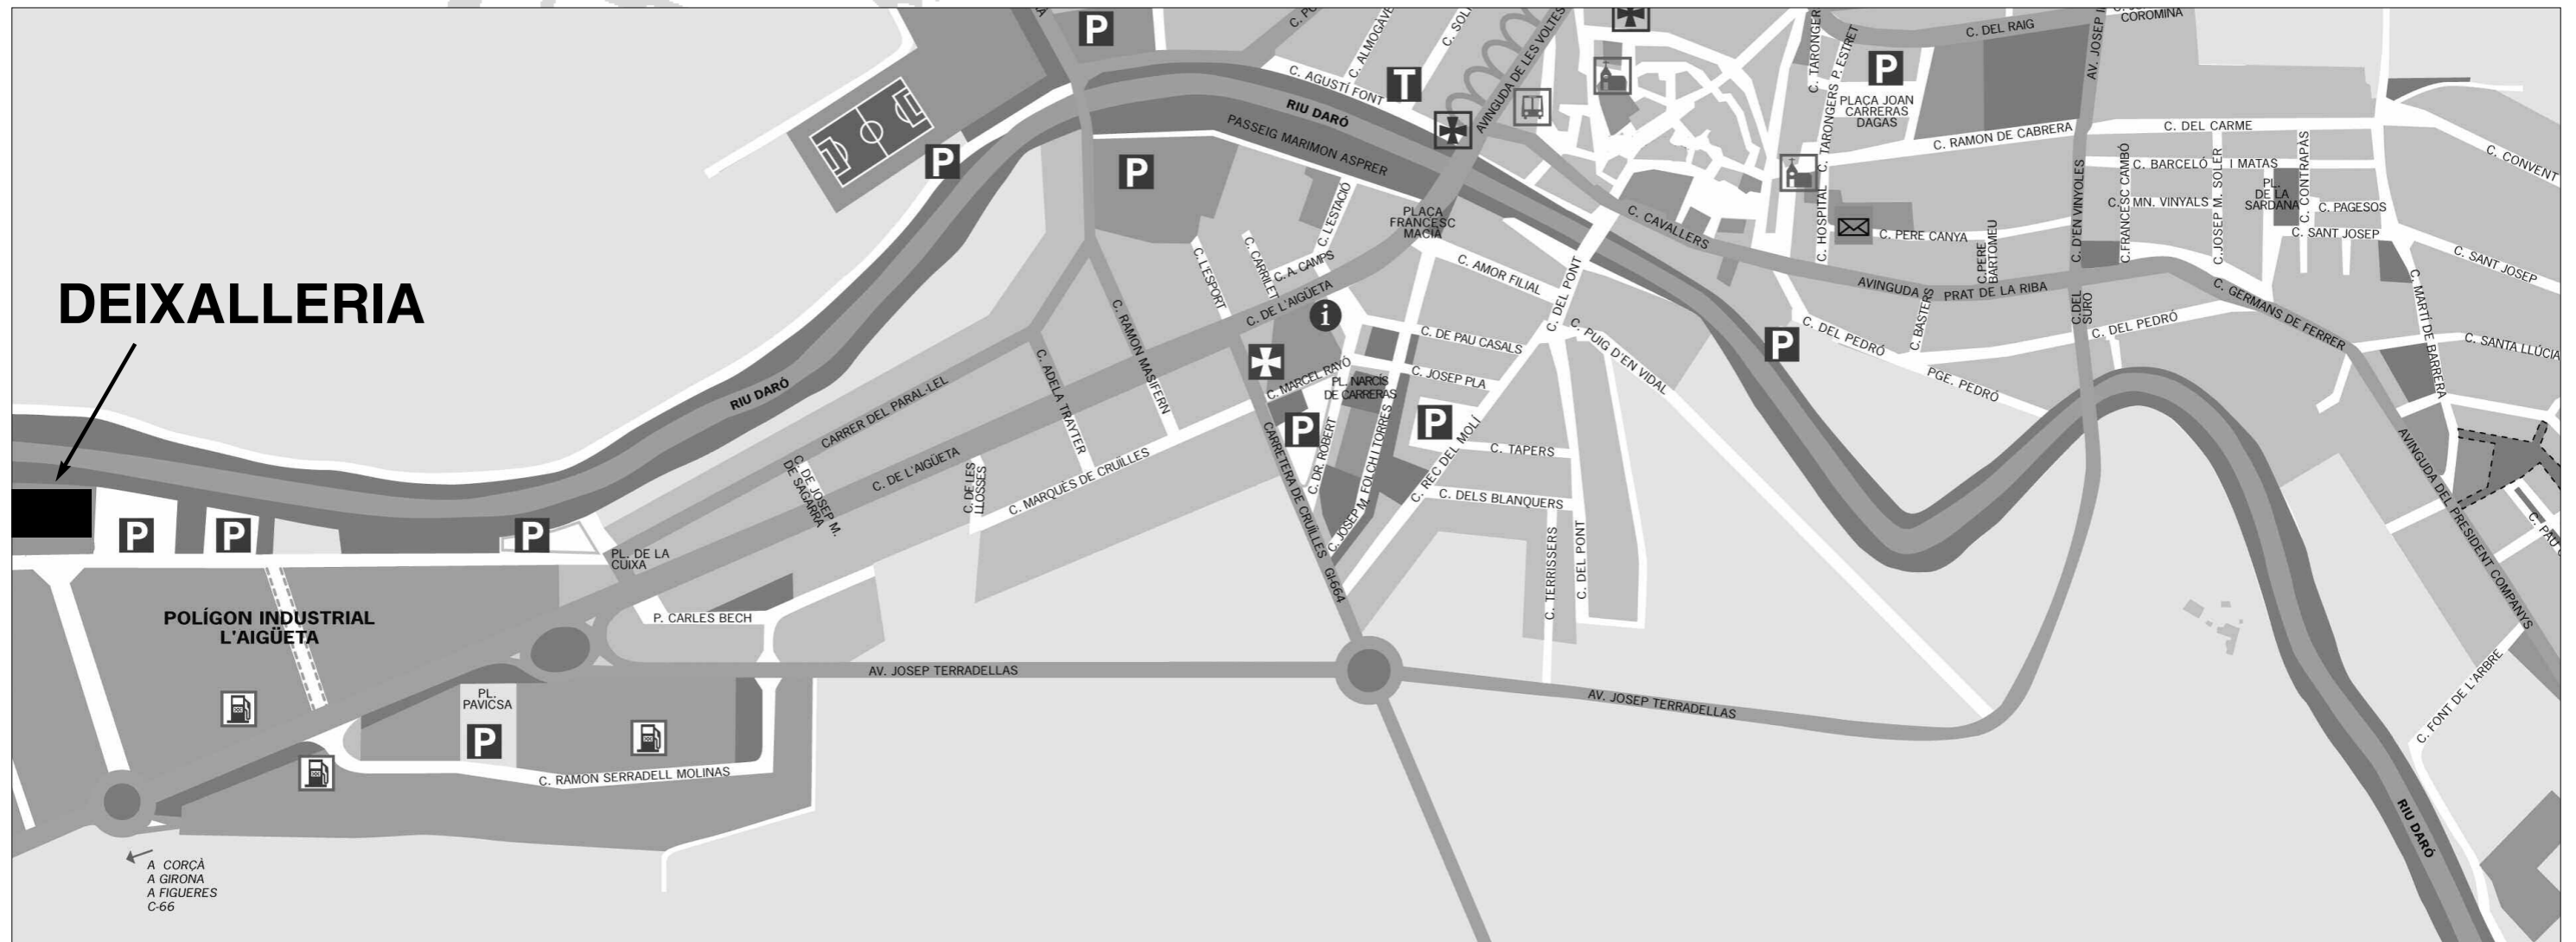 C. ALMOGÀVE
AVINGUDA DE LES VOLTES
C. TARONGER
C. TARONGERS P. ESTRET
C. DEL RAIG
AV. JOSEP
COROMINA
P
P
C. AGUSTÍ FONT
T
RIU DARÓ
PASSEIG MARIMON ASPRER
PLAÇA JOAN
CARRERAS
DAGAS
C. RAMON DE CABRERA
C. DEL CARME
C. CONVENT
P
P
C. BARCELÓ I MATAS
C. FRANCESC CAMBÓ
C. JOSEP M. SOLER
C. CONTRAPÀS
PL.
DE LA
SARDANA
C. MN. VINYALS
C. PAGESOS
C. SANT JOSEP
C. SANT JOSEP
C. D'EN VINYOLES
C. HOSPITAL
C. PERE CANYA
C. PERE
BARTOMEU
C. CAVALLERS
PLAÇA
FRANCESC
MACIÀ
C. L'ESTACIÓ
C. L'ESPORT
C. CARRILET
C. A. CAMPS
C. DE L'AIGÜETA
C. AMOR FILIAL
C. DEL PONT
AVINGUDA PRAT DE LA RIBA
C. GERMANS DE FERRER
C. MARTÍ DE BARRERA
C. SANTA LLÚCIA
DEIXALLERIA
C. RAMON MASIFERN
i
C. DE PAU CASALS
C. PUIG D'EN VIDAL
P
C. DEL PEDRÓ
C. BASTERS
C. DEL
SURO
C. DEL PEDRÓ
PGE. PEDRÓ
C. ADELA TRAYTER
C. MARCEL RAYÓ
PL. NARCÍS
DE CARRERAS
C. JOSEP PLA
RIU DARÓ
CARRER DEL PARAL·LEL
P
P
C. DR. ROBERT
C. JOSEP M. FOLCH I TORRES
C. REC DEL MOLÍ
C. TAPERS
C. DELS BLANQUERS
CARRETERA DE CRUÏLLES GI-664
C. DE JOSEP M.
DE SAGARRA
C. DE L'AIGÜETA
C. DE LES
LLOSSES
C. MARQUÈS DE CRUÏLLES
C. TERRISSERS
C. DEL PONT
AVINGUDA DEL PRESIDENT COMPANYS
P
P
P
PL. DE LA
CUIXA
POLÍGON INDUSTRIAL
L'AIGÜETA
P. CARLES BECH
AV. JOSEP TERRADELLAS
AV. JOSEP TERRADELLAS
C. FONT DE L'ARBRE
PL.
PAVICSA
P
C. RAMON SERRADELL MOLINAS
RIU DARÓ
A CORÇÀ
A GIRONA
A FIGUERES
C-66